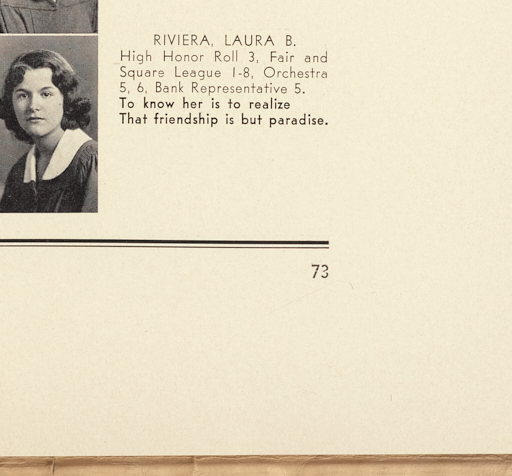 RIVIERA, LAURA B.
High Honor Roll 3, Fair and
Square League 1-8, Orchestra
5, 6, Bank Representative 5.
To know her is to realize
That friendship is but paradise.
73